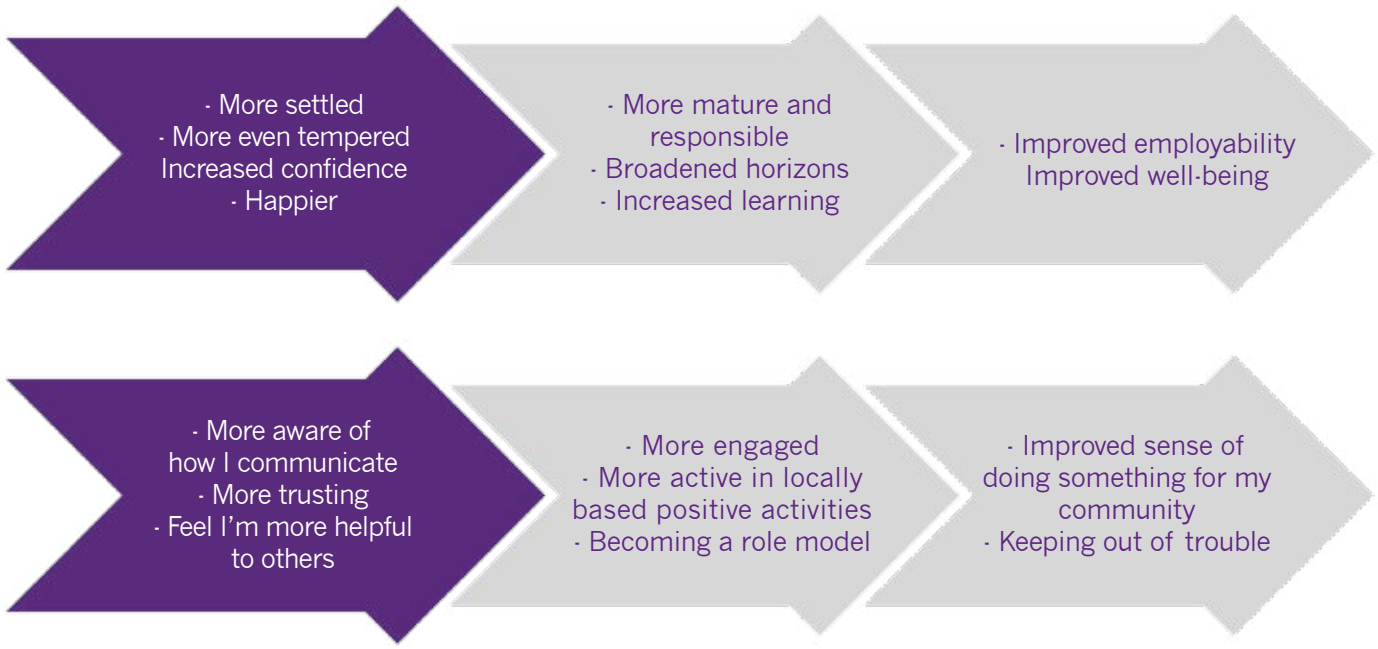 · More settled
· More even tempered
Increased confidence
· Happier
· More mature and
responsible
· Broadened horizons
· Increased learning
· Improved employability
Improved well-being
· More aware of
how I communicate
· More trusting
· Feel I’m more helpful
to others
· More engaged
· More active in locally
based positive activities
· Becoming a role model
· Improved sense of
doing something for my
community
· Keeping out of trouble